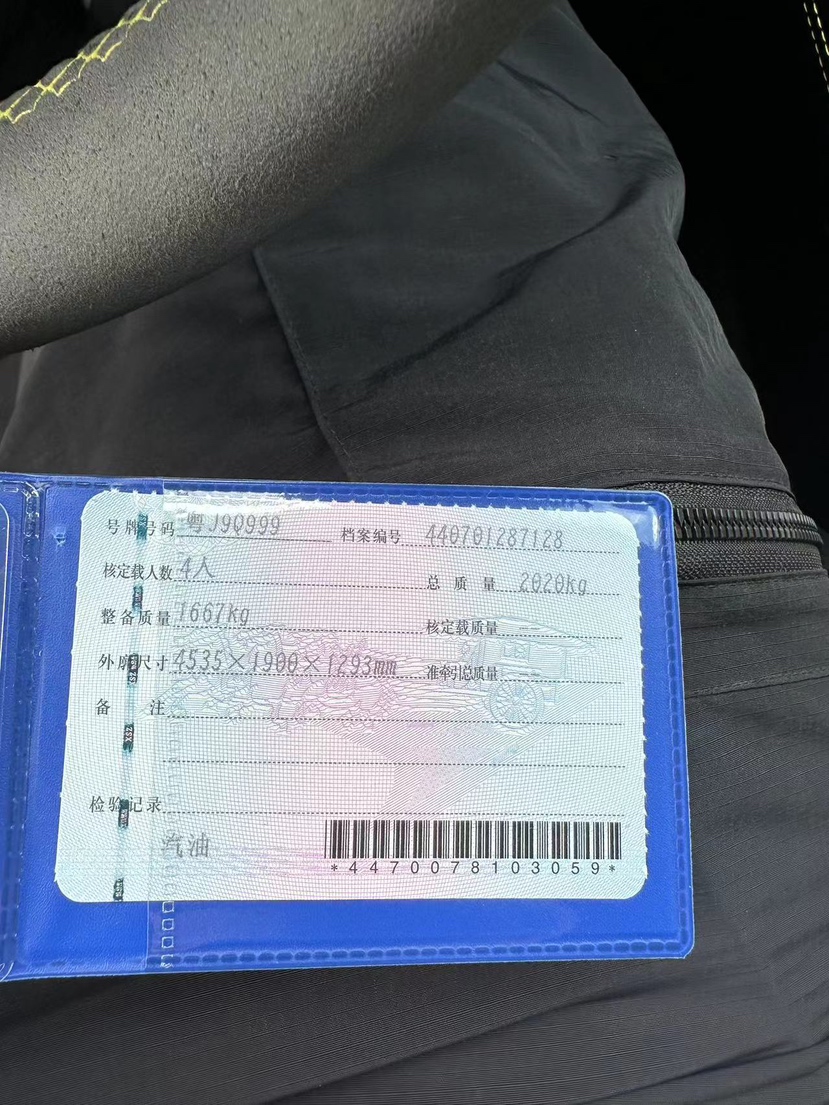 号牌号码 粤J9Q999 档案编号 440701287128
核定载人数 4人 总质量 2020kg
整备质量 1667kg 核定载质量
外廓尺寸 4535×1900×1293mm 准牵引总质量 --
备注
检验记录
汽油
*4470078103059*